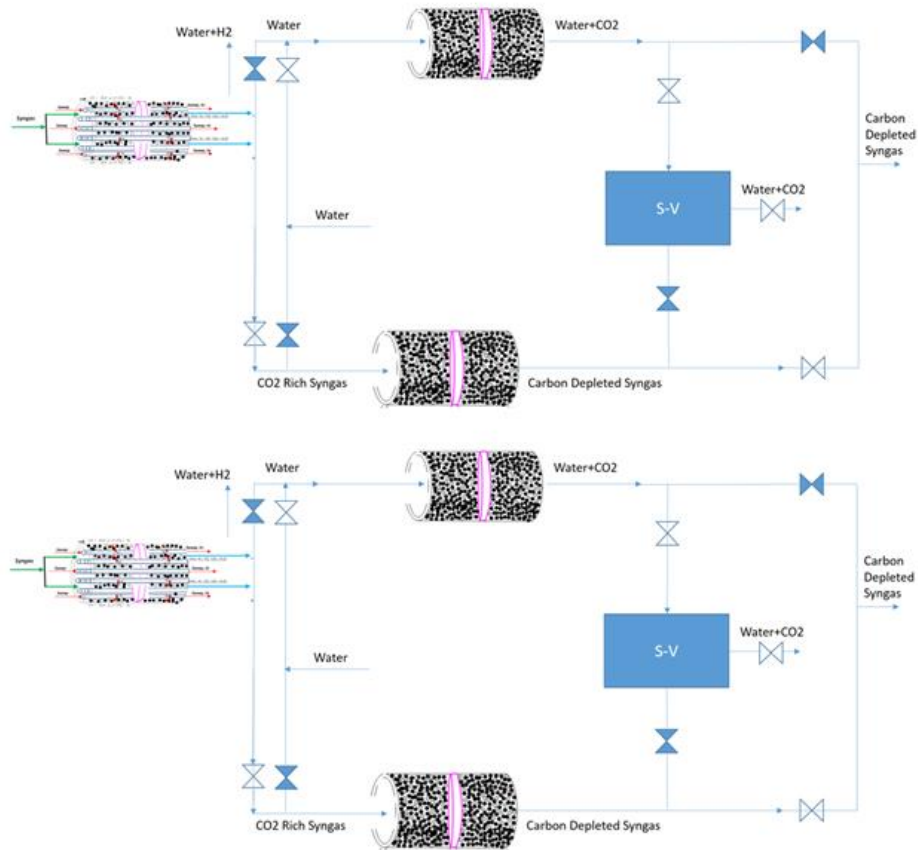 Water+H2
Water
Water+CO2
Syngas
Carbon
Depleted
Syngas
Water+CO2
S-V
Water
CO2 Rich Syngas
Carbon Depleted Syngas
Water+H2
Water
Water+CO2
Syngas
Carbon
Depleted
Syngas
Water+CO2
S-V
Water
CO2 Rich Syngas
Carbon Depleted Syngas